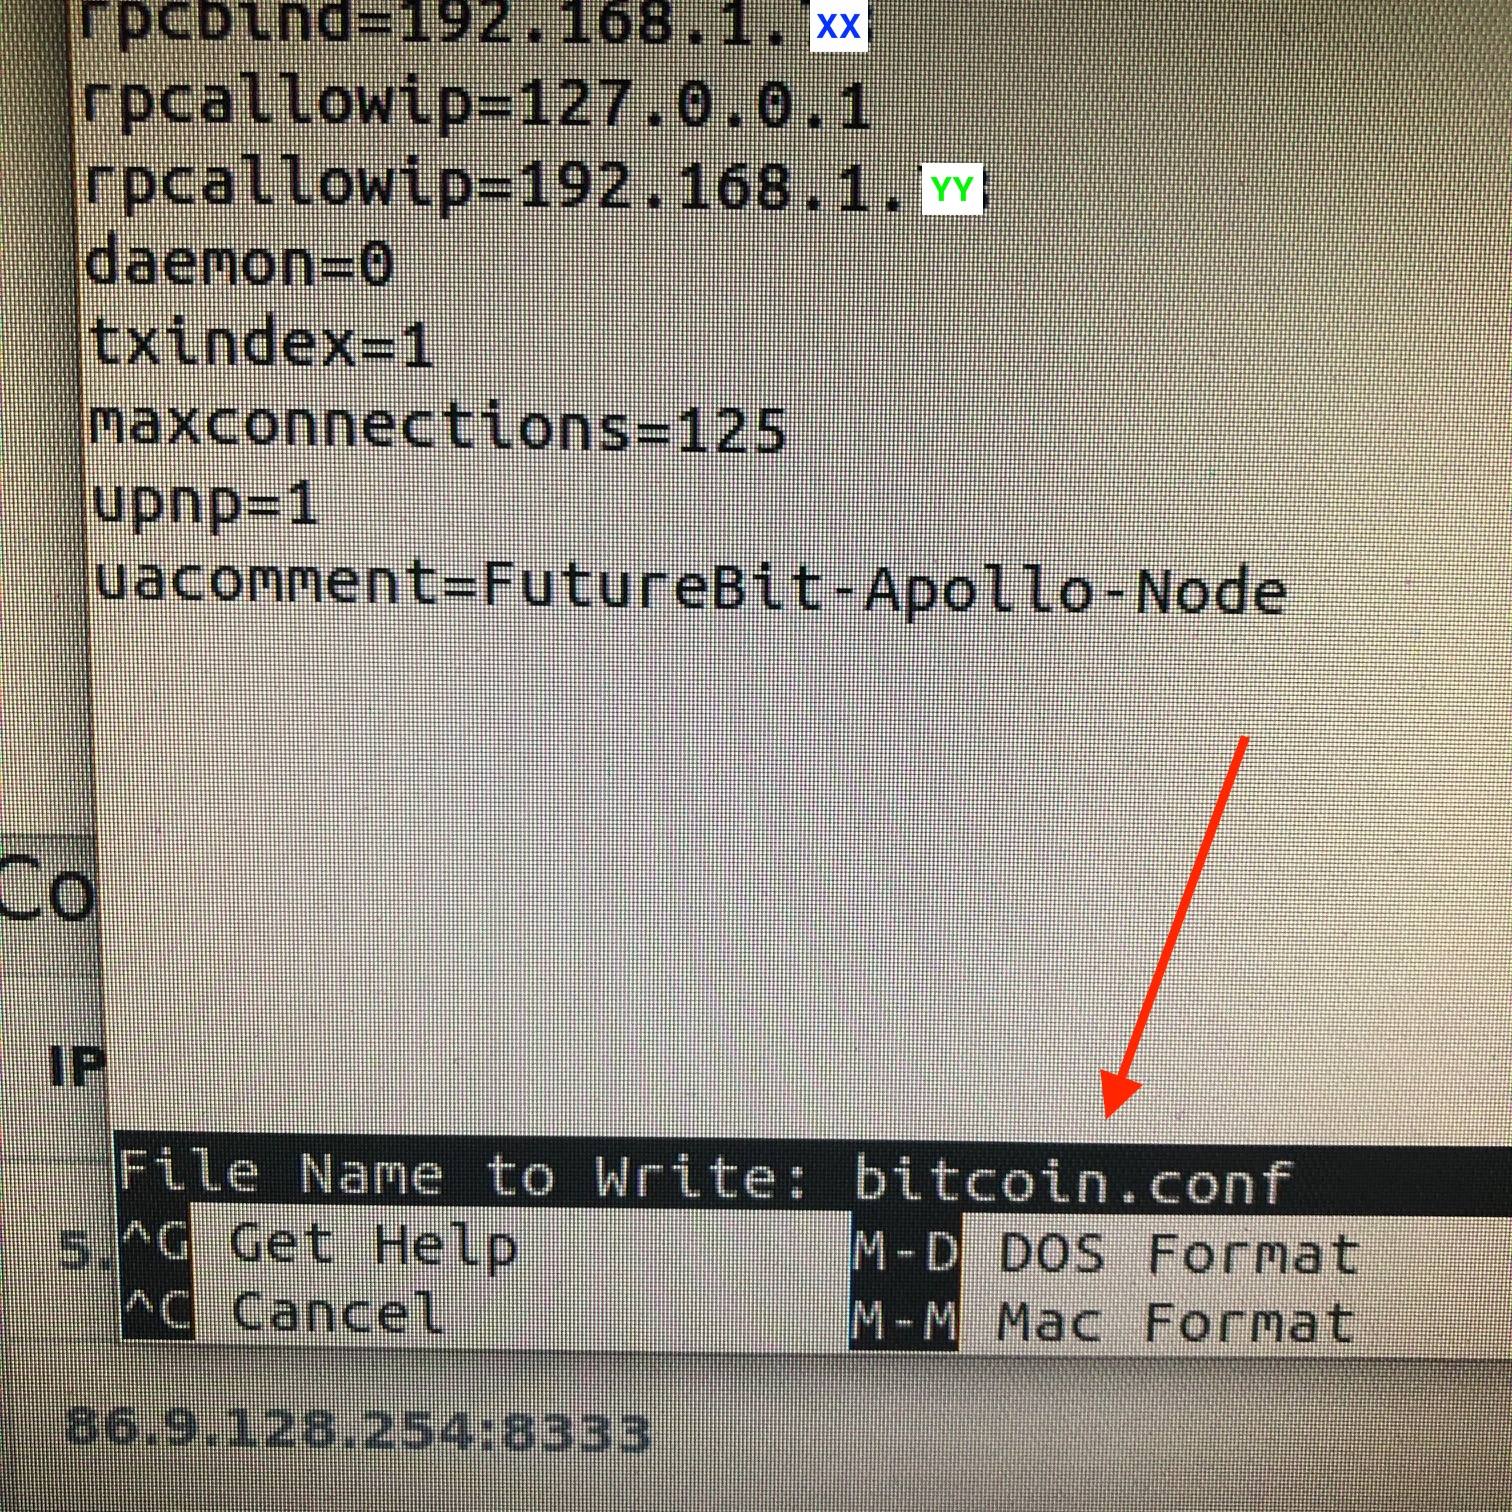 rpcbind=192.168.1. XX
rpcallowip=127.0.0.1
rpcallowip=192.168.1. YY
daemon=0
txindex=1
maxconnections=125
upnp=1
uacomment=FutureBit-Apollo-Node
Co
IP
File Name to Write: bitcoin.conf
5.
^G Get Help M-D DOS Format
^C Cancel M-M Mac Format
86.9.128.254:8333